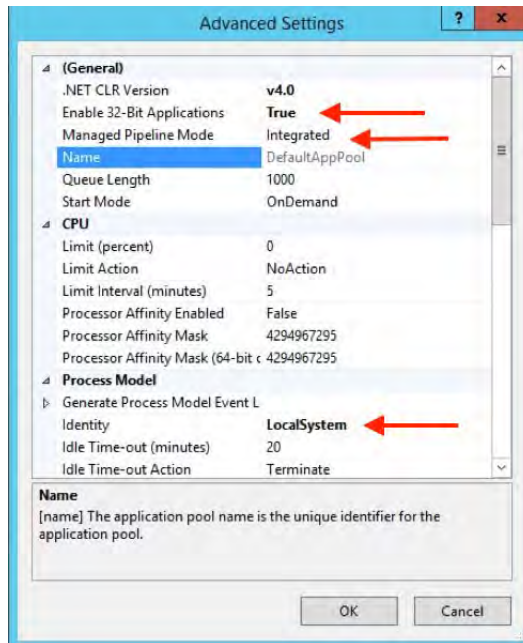 Advanced Settings
? x
(General)
.NET CLR Version v4.0
Enable 32-Bit Applications True
Managed Pipeline Mode Integrated
Name DefaultAppPool
Queue Length 1000
Start Mode OnDemand
CPU
Limit (percent) 0
Limit Action NoAction
Limit Interval (minutes) 5
Processor Affinity Enabled False
Processor Affinity Mask 4294967295
Processor Affinity Mask (64-bit c 4294967295
Process Model
Generate Process Model Event L
Identity LocalSystem
Idle Time-out (minutes) 20
Idle Time-out Action Terminate
Name
[name] The application pool name is the unique identifier for the
application pool.
OK Cancel